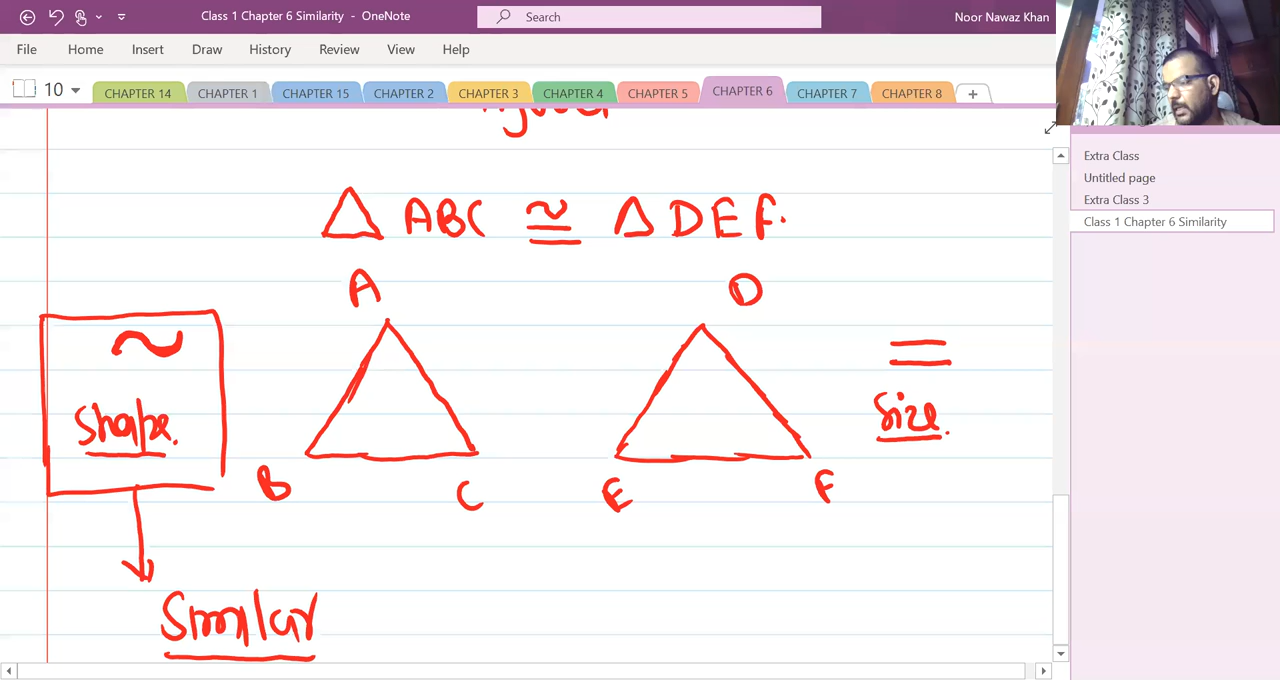 Class 1 Chapter 6 Similarity - OneNote
Search
Noor Nawaz Khan
File Home Insert Draw History Review View Help
10
CHAPTER 14 CHAPTER 1 CHAPTER 15 CHAPTER 2 CHAPTER 3 CHAPTER 4 CHAPTER 5 CHAPTER 6 CHAPTER 7 CHAPTER 8 +
Extra Class
Untitled page
Extra Class 3
Class 1 Chapter 6 Similarity
△ ABC ≅ △ DEF.
A D
~ =
Shape. Size.
B C E F
Similar